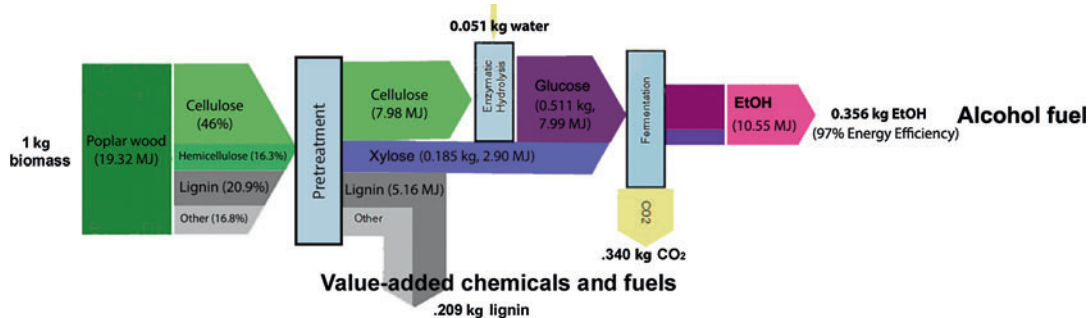 0.051 kg water
1 kg
biomass
Poplar wood
(19.32 MJ)
Cellulose
(46%)
Hemicellulose (16.3%)
Lignin (20.9%)
Other (16.8%)
Pretreatment
Cellulose
(7.98 MJ)
Enzymatic
Hydrolysis
Glucose
(0.511 kg,
7.99 MJ)
Xylose (0.185 kg, 2.90 MJ)
Lignin (5.16 MJ)
Other
Fermentation
CO2
.340 kg CO₂
EtOH
(10.55 MJ)
0.356 kg EtOH
(97% Energy Efficiency)
Alcohol fuel
Value-added chemicals and fuels
.209 kg lignin